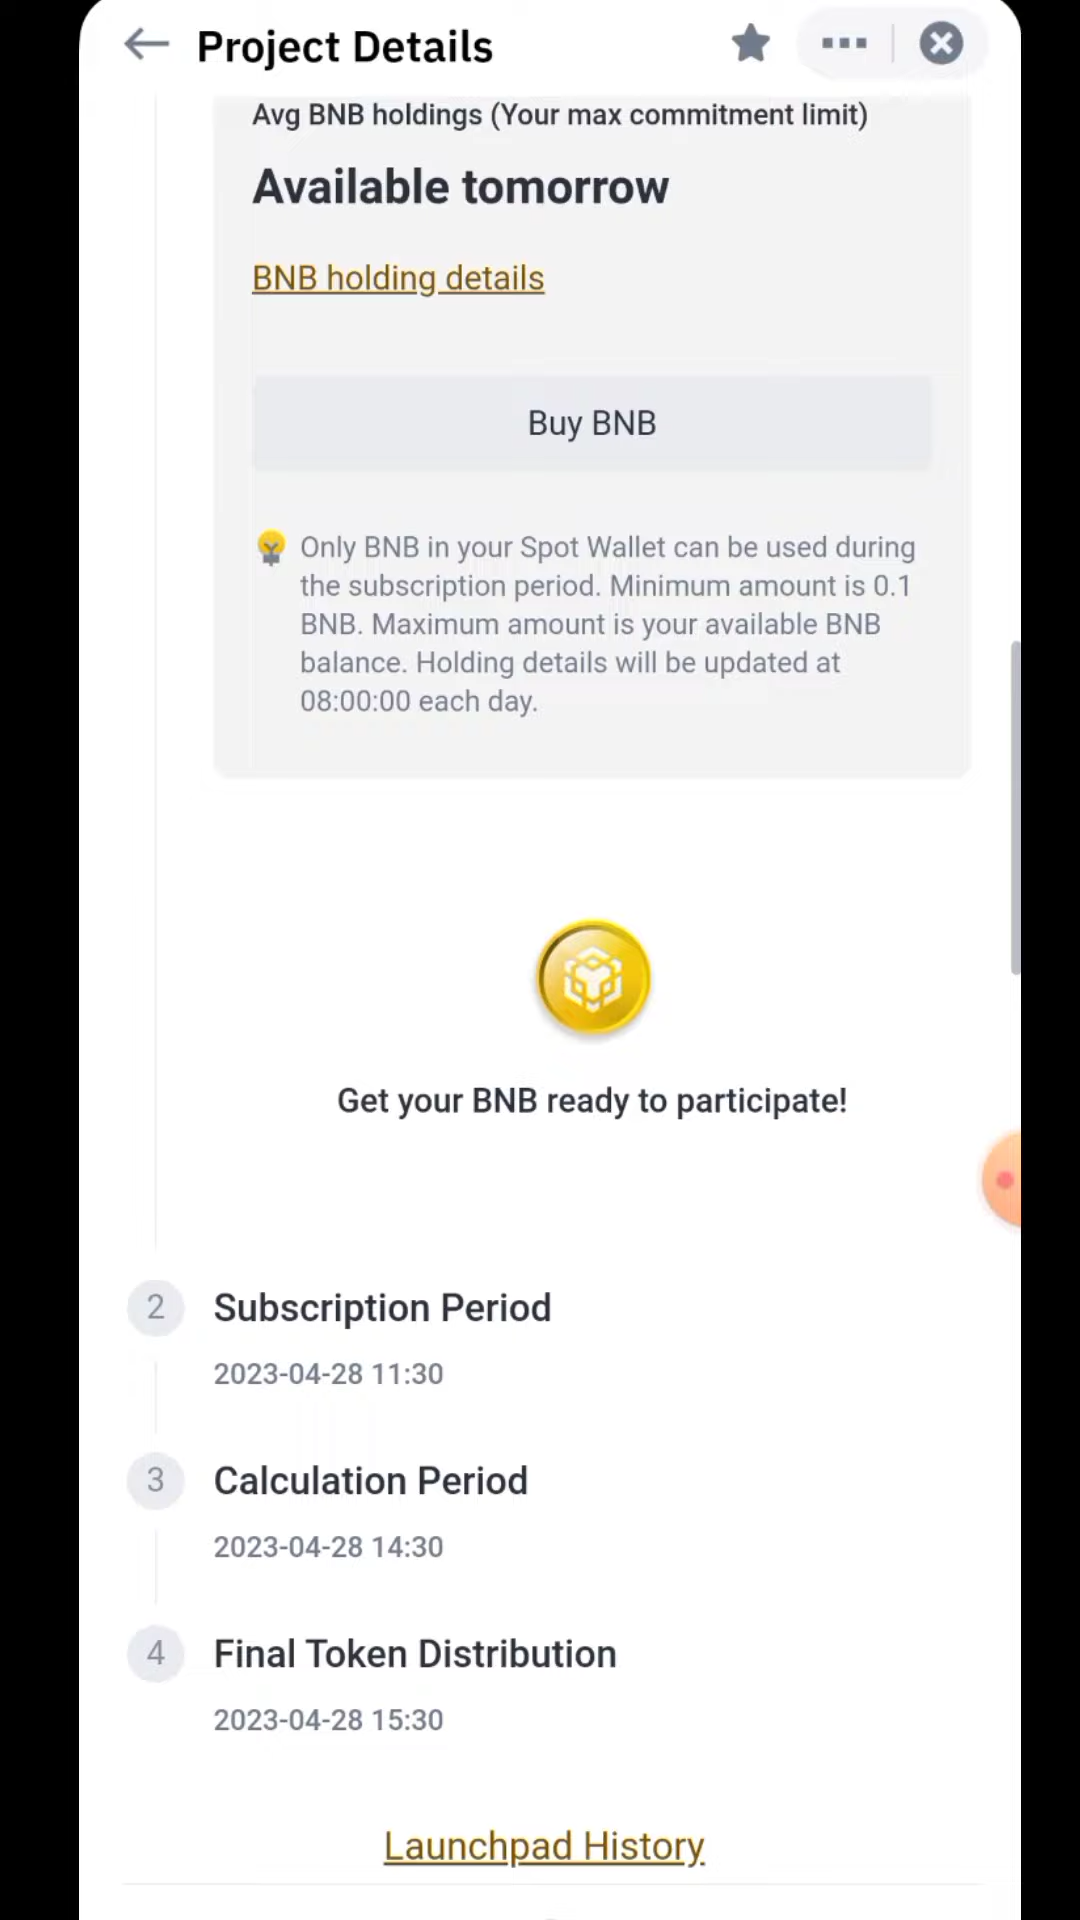 Project Details
Avg BNB holdings (Your max commitment limit)
Available tomorrow
BNB holding details
Buy BNB
Only BNB in your Spot Wallet can be used during
the subscription period. Minimum amount is 0.1
BNB. Maximum amount is your available BNB
balance. Holding details will be updated at
08:00:00 each day.
Get your BNB ready to participate!
2 Subscription Period
2023-04-28 11:30
3 Calculation Period
2023-04-28 14:30
4 Final Token Distribution
2023-04-28 15:30
Launchpad History